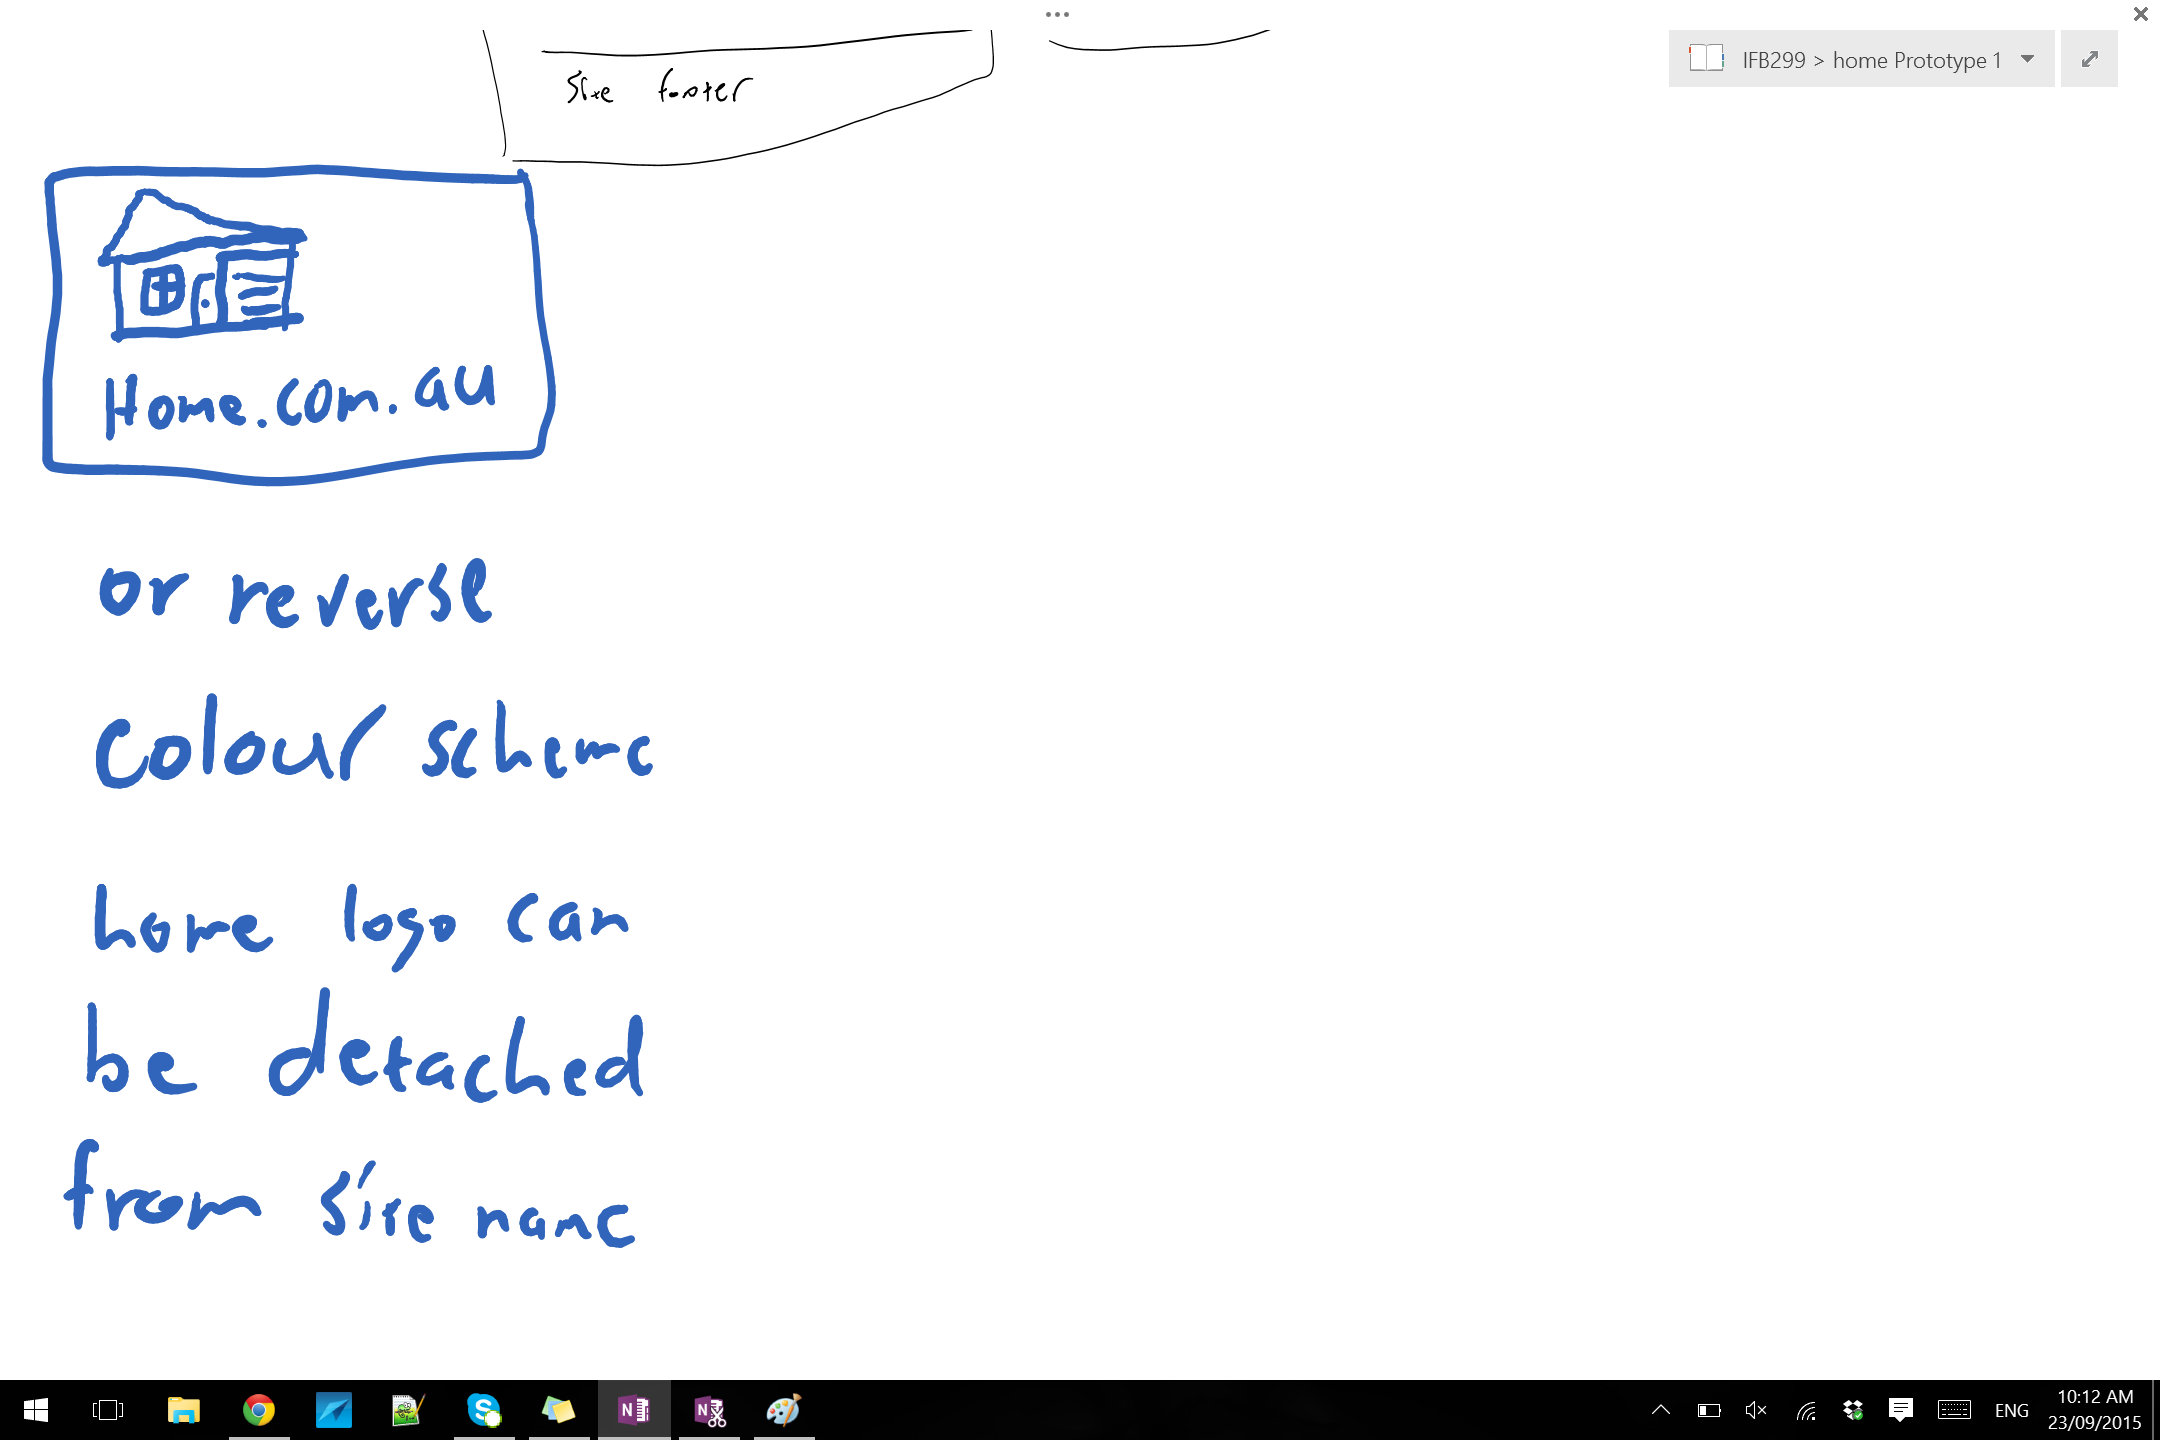 IFB299 > home Prototype 1
Site footer
Home.com.au
or reverse
colour scheme
home logo can
be detached
from site name
ENG
10:12 AM
23/09/2015